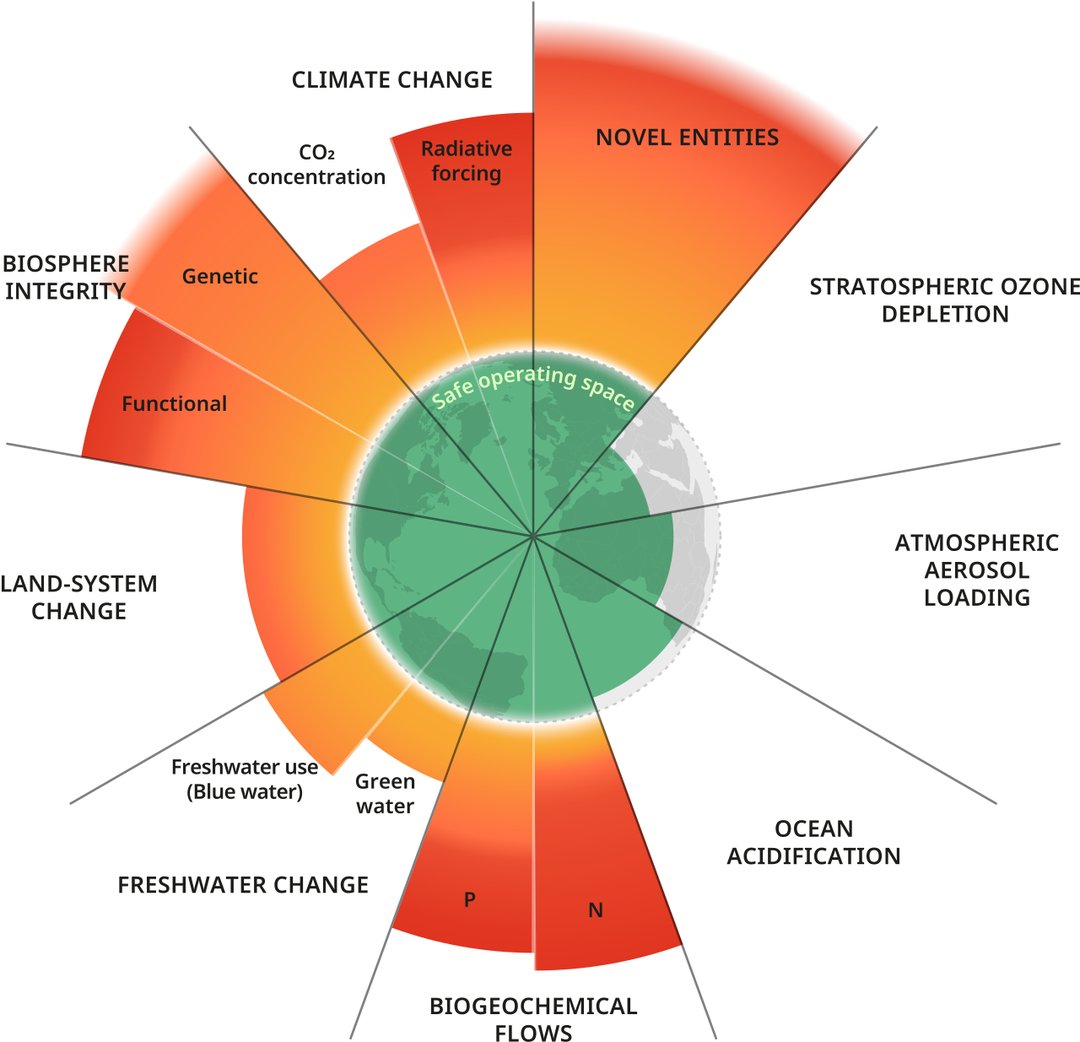 CLIMATE CHANGE
CO₂
concentration
Radiative
forcing
NOVEL ENTITIES
STRATOSPHERIC OZONE
DEPLETION
ATMOSPHERIC
AEROSOL
LOADING
OCEAN
ACIDIFICATION
BIOGEOCHEMICAL
FLOWS
P
N
FRESHWATER CHANGE
Freshwater use
(Blue water)
Green
water
LAND-SYSTEM
CHANGE
BIOSPHERE
INTEGRITY
Genetic
Functional
Safe operating space